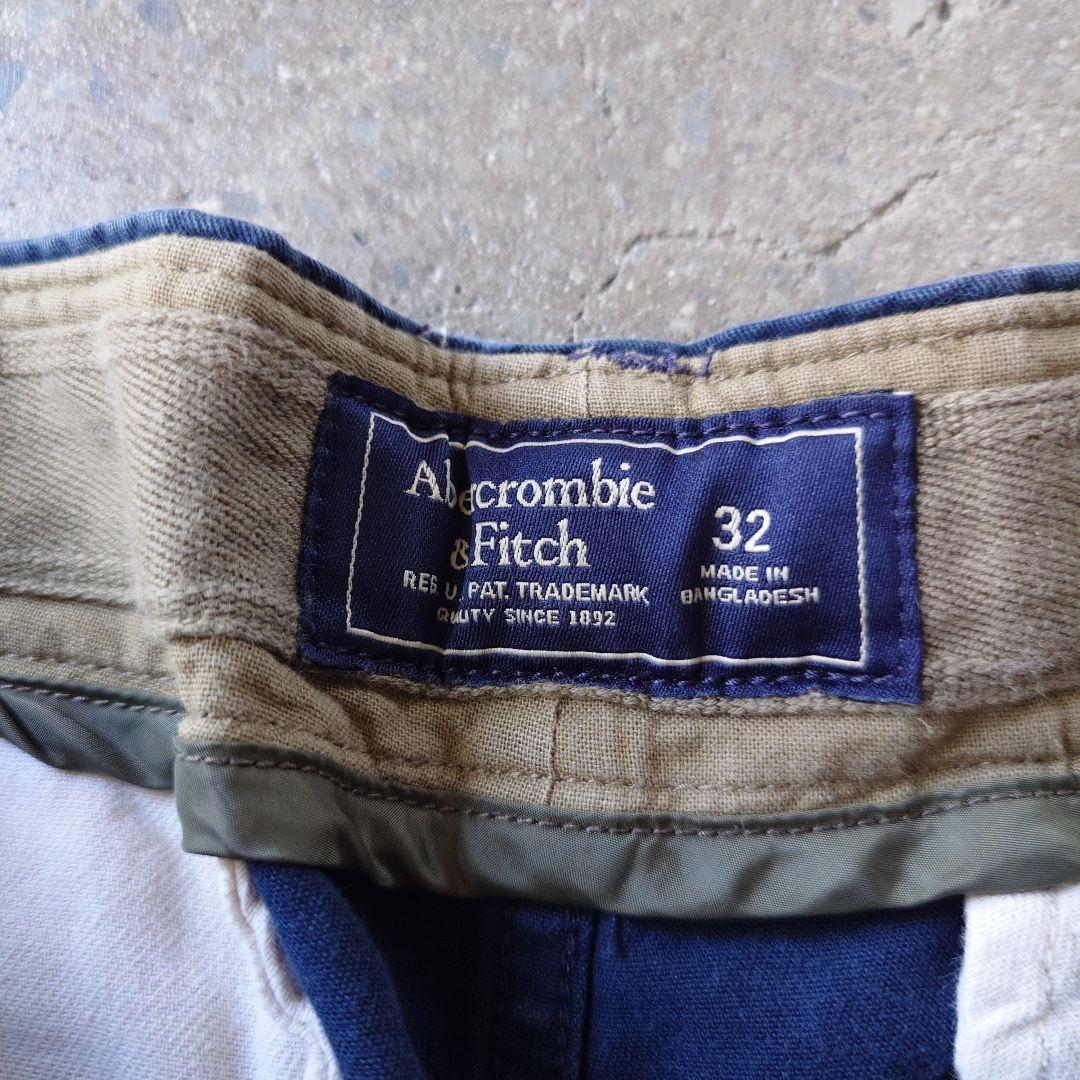 Abercrombie
& Fitch
REG. U. PAT. TRADEMARK
QUALITY SINCE 1892
32
MADE IN
BANGLADESH